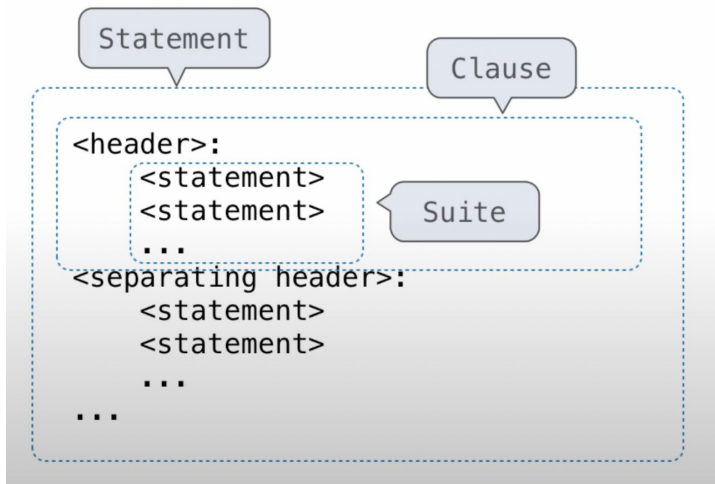 Statement
Clause
<header>:
<statement>
<statement>
Suite
...
<separating header>:
<statement>
<statement>
...
...